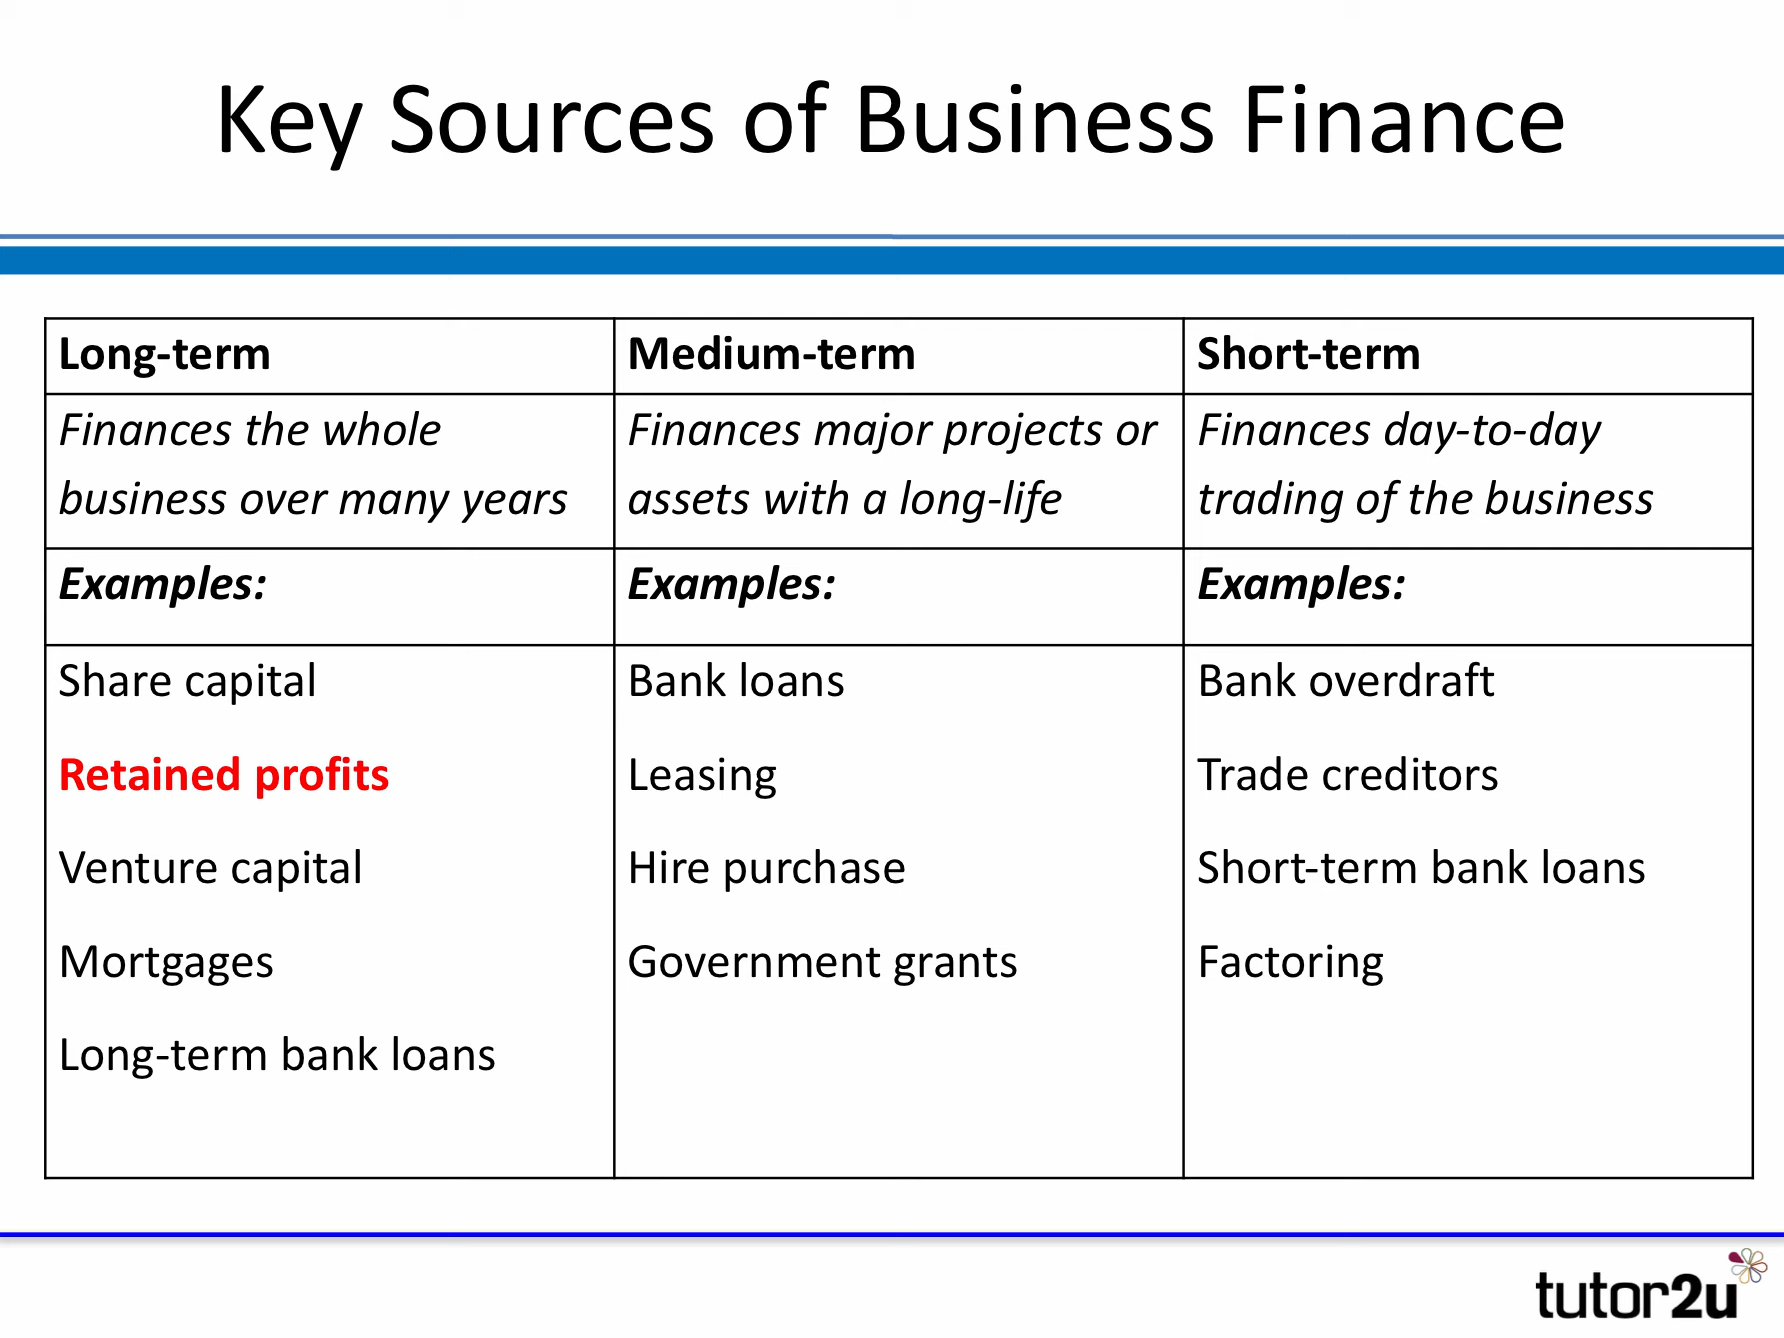 Key Sources of Business Finance
Long-term
Medium-term
Short-term
Finances the whole
business over many years
Finances major projects or
assets with a long-life
Finances day-to-day
trading of the business
Examples:
Examples:
Examples:
Share capital
Retained profits
Venture capital
Mortgages
Long-term bank loans
Bank loans
Leasing
Hire purchase
Government grants
Bank overdraft
Trade creditors
Short-term bank loans
Factoring
tutor2u